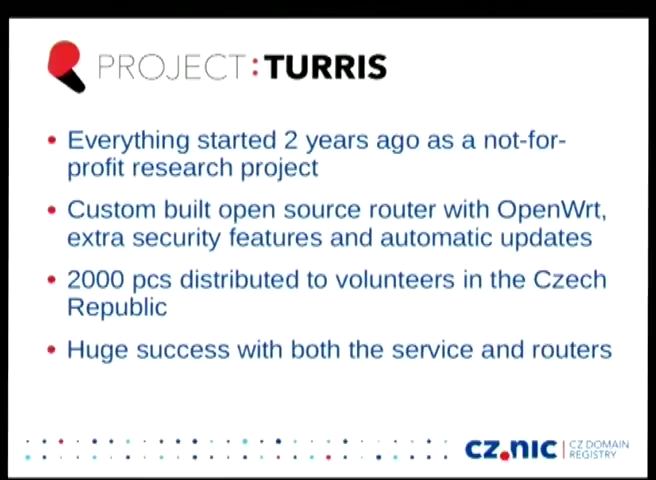 PROJECT:TURRIS
• Everything started 2 years ago as a not-for-
profit research project
• Custom built open source router with OpenWrt,
extra security features and automatic updates
• 2000 pcs distributed to volunteers in the Czech
Republic
• Huge success with both the service and routers
cz.nic | CZ DOMAIN
REGISTRY